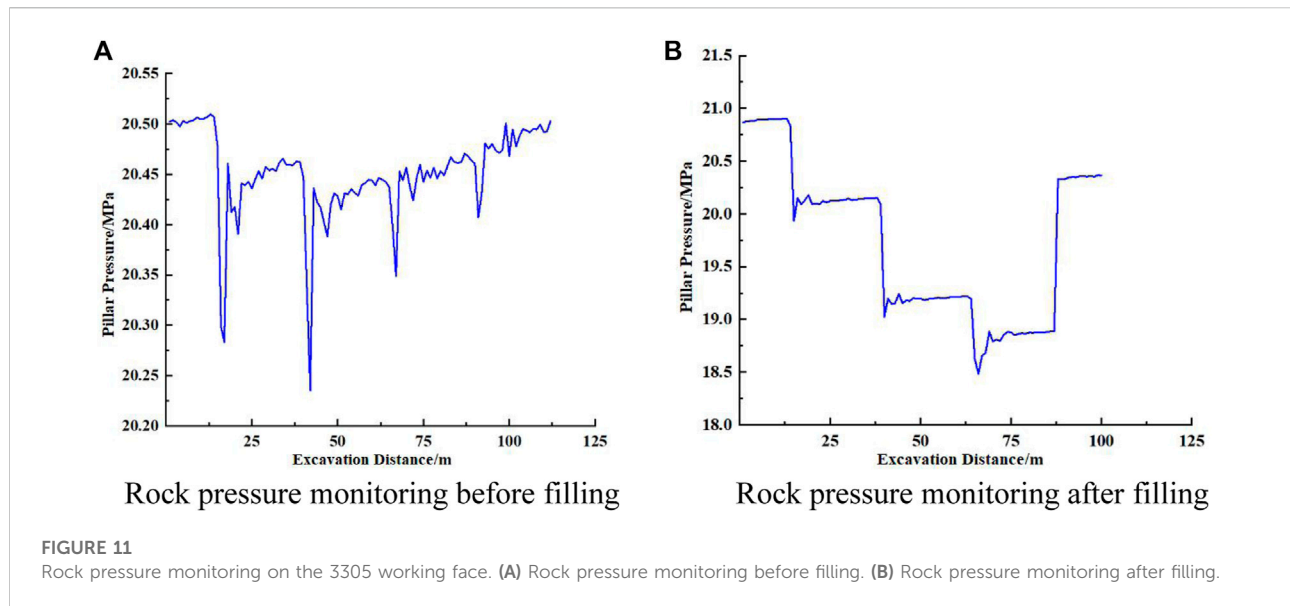 A
20.55
20.50
20.45
20.40
20.35
20.30
20.25
20.20
Pillar Pressure/MPa
25
50
75
100
125
Excavation Distance/m
Rock pressure monitoring before filling
B
21.5
21.0
20.5
20.0
19.5
19.0
18.5
18.0
Pillar Pressure/MPa
25
50
75
100
125
Excavation Distance/m
Rock pressure monitoring after filling
FIGURE 11
Rock pressure monitoring on the 3305 working face. (A) Rock pressure monitoring before filling. (B) Rock pressure monitoring after filling.